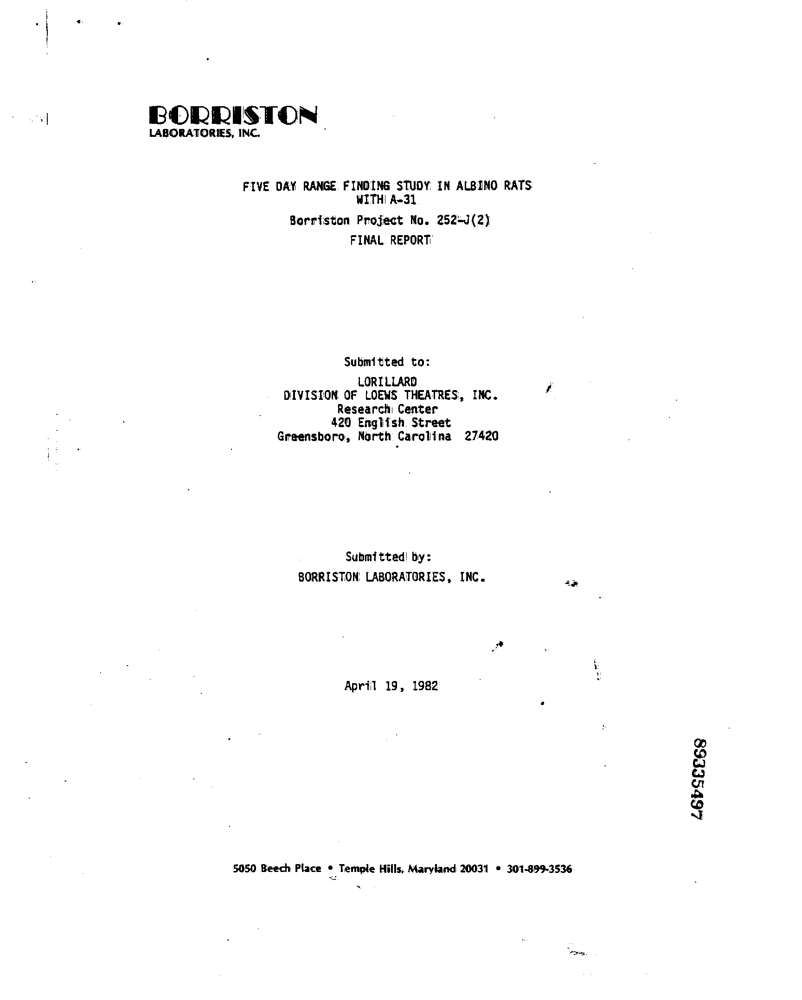 BORRISTON
LABORATORIES, INC.
FIVE DAY RANGE FINDING STUDY IN ALBINO RATS
WITH A-31
Borriston Project No. 252-J(2)
FINAL REPORT
Submitted to:
LORILLARD
DIVISION OF LOEWS THEATRES, INC.
Research Center
420 English Street
Greensboro, North Carolina 27420
Submitted by:
BORRISTON LABORATORIES, INC.
April 19, 1982
89335497
5050 Beech Place • Temple Hills, Maryland 20031 • 301-899-3536